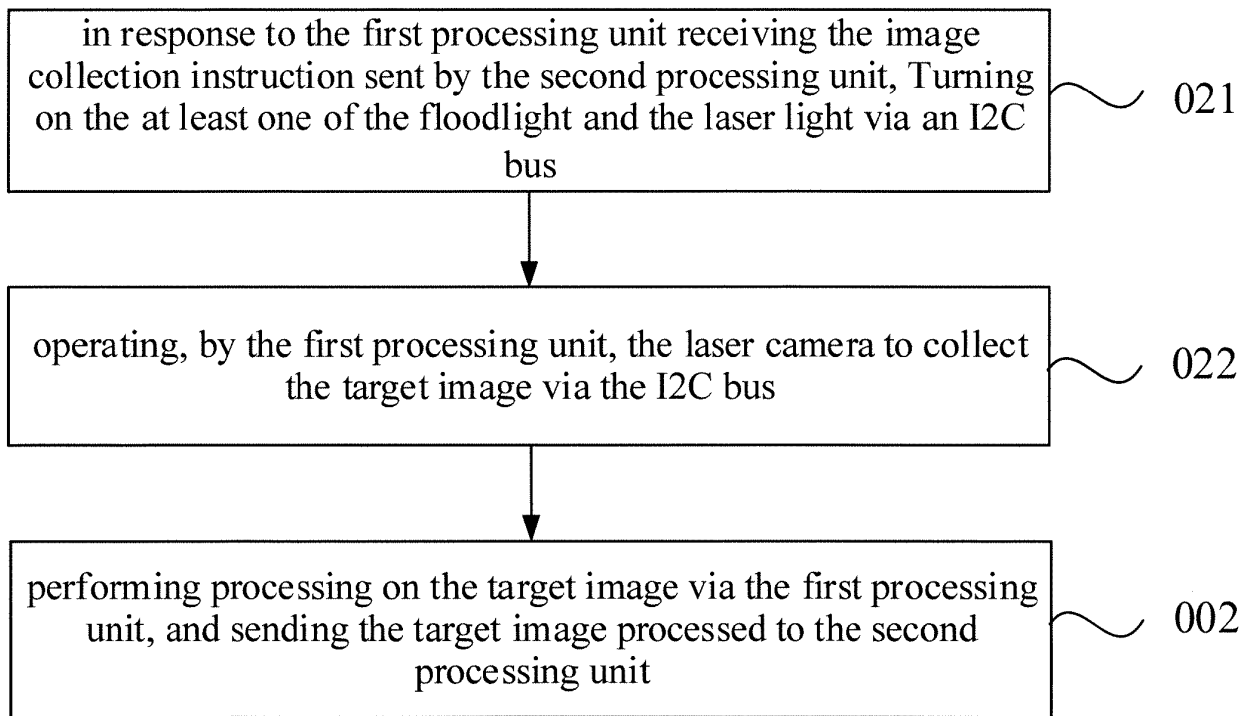 in response to the first processing unit receiving the image
collection instruction sent by the second processing unit, Turning
on the at least one of the floodlight and the laser light via an I2C
bus
021
operating, by the first processing unit, the laser camera to collect
the target image via the I2C bus
022
performing processing on the target image via the first processing
unit, and sending the target image processed to the second
processing unit
002